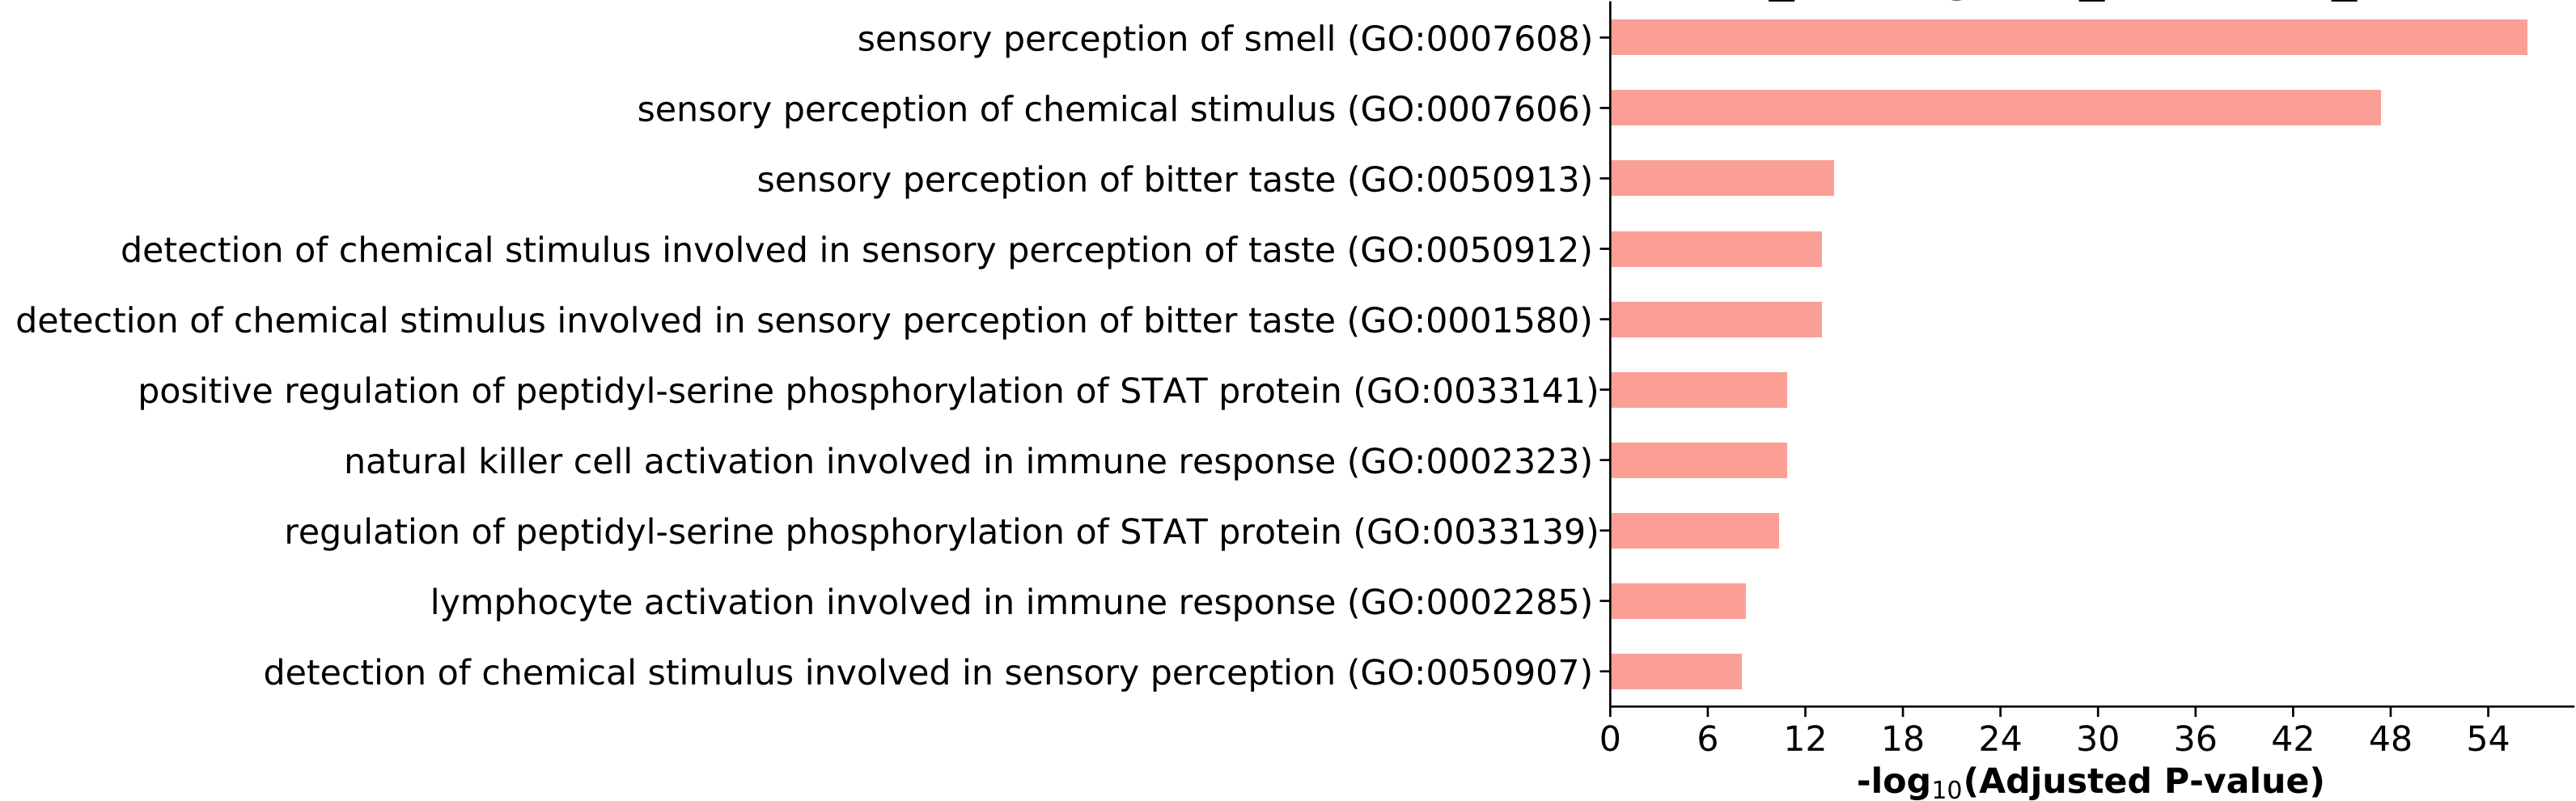 sensory perception of smell (GO:0007608)
sensory perception of chemical stimulus (GO:0007606)
sensory perception of bitter taste (GO:0050913)
detection of chemical stimulus involved in sensory perception of taste (GO:0050912)
detection of chemical stimulus involved in sensory perception of bitter taste (GO:0001580)
positive regulation of peptidyl-serine phosphorylation of STAT protein (GO:0033141)
natural killer cell activation involved in immune response (GO:0002323)
regulation of peptidyl-serine phosphorylation of STAT protein (GO:0033139)
lymphocyte activation involved in immune response (GO:0002285)
detection of chemical stimulus involved in sensory perception (GO:0050907)
0 6 12 18 24 30 36 42 48 54
-log₁₀(Adjusted P-value)